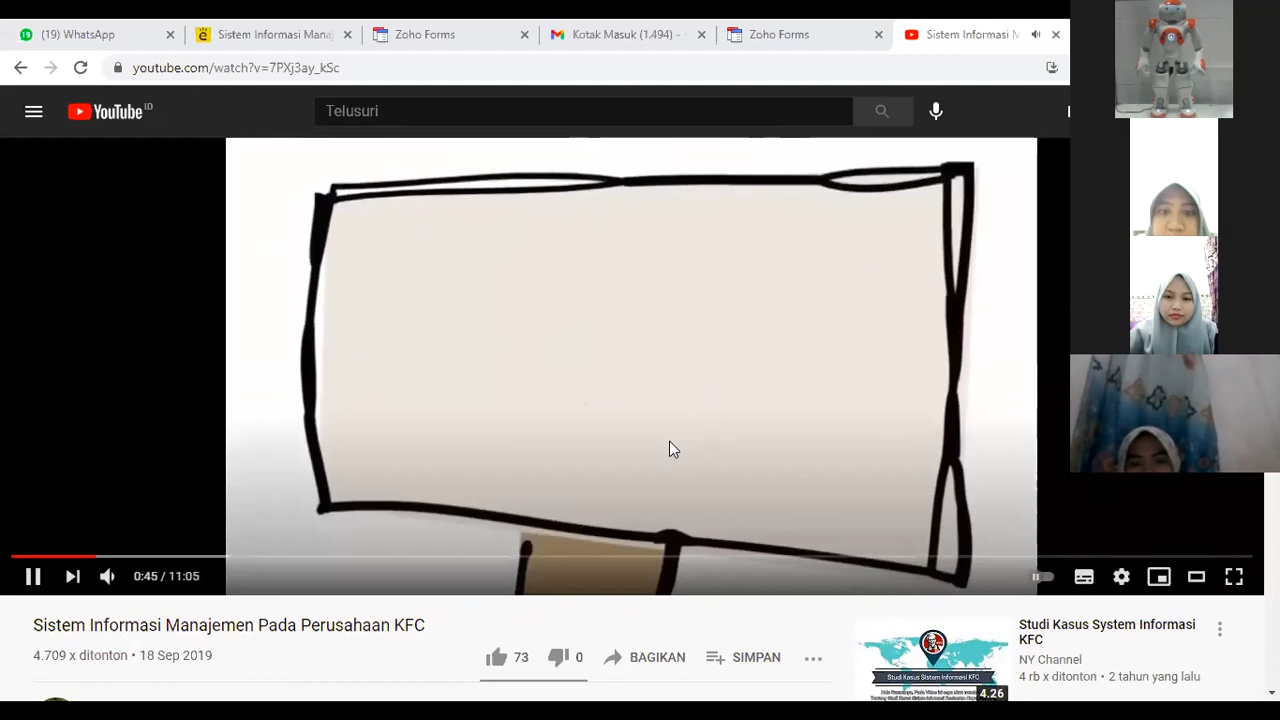 (19) WhatsApp
Sistem Informasi Mana
Zoho Forms
Kotak Masuk (1.494) -
Zoho Forms
Sistem Informasi M
youtube.com/watch?v=7PXj3ay_kSc
YouTube ID
Telusuri
0:45 / 11:05
Sistem Informasi Manajemen Pada Perusahaan KFC
4.709 x ditonton • 18 Sep 2019
73
0
BAGIKAN
SIMPAN
Studi Kasus System Informasi
KFC
NY Channel
4 rb x ditonton • 2 tahun yang lalu
Studi Kasus Sistem Informasi KFC
4.26